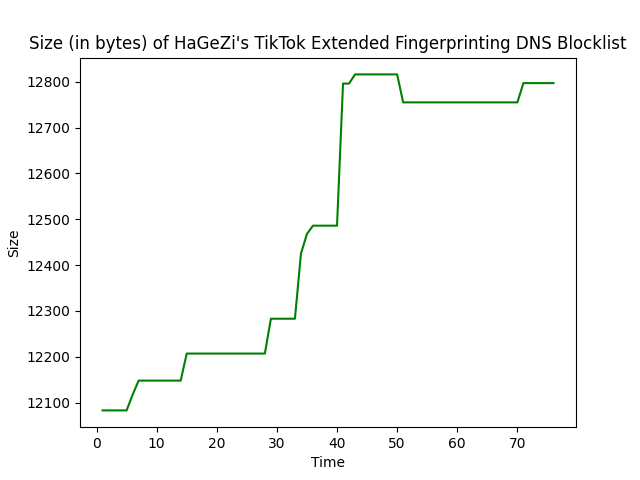 Size (in bytes) of HaGeZi's TikTok Extended Fingerprinting DNS Blocklist
12800
12700
12600
12500
12400
12300
12200
12100
Size
0 10 20 30 40 50 60 70
Time